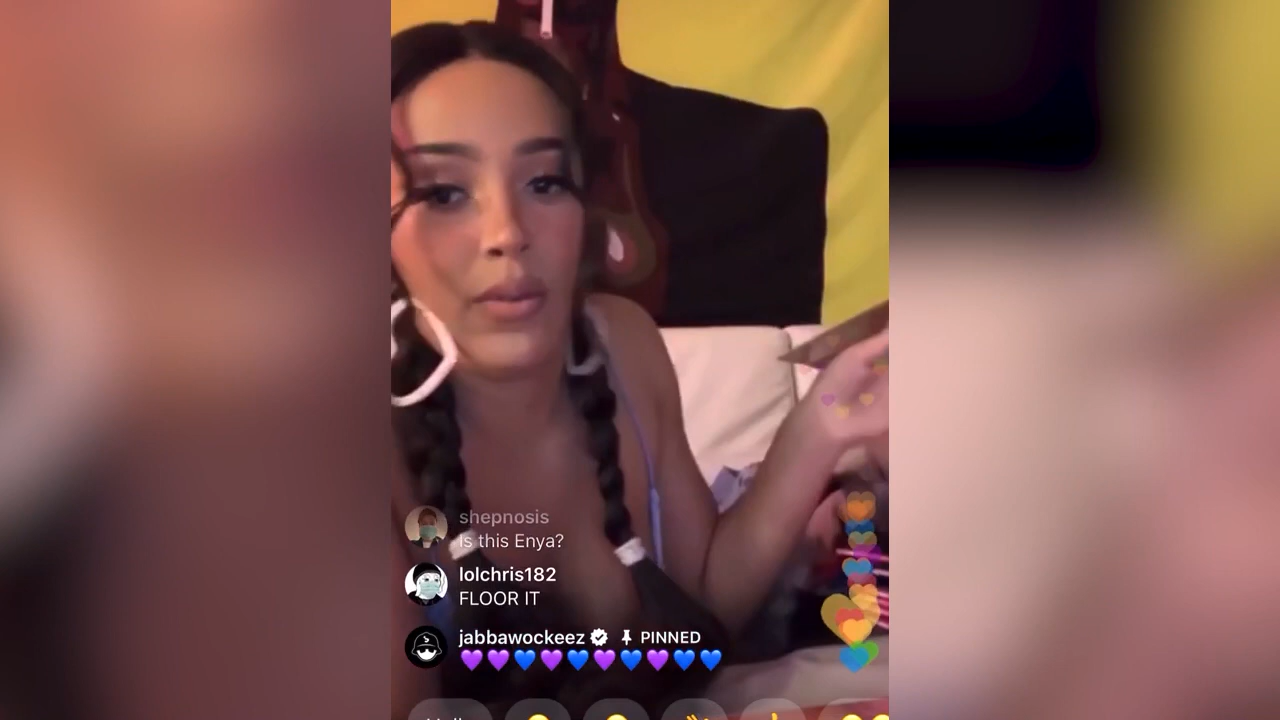 shepnosis
Is this Enya?
lolchris182
FLOOR IT
jabbawockeez PINNED
💜💜💙💜💙💜💙💜💙💙